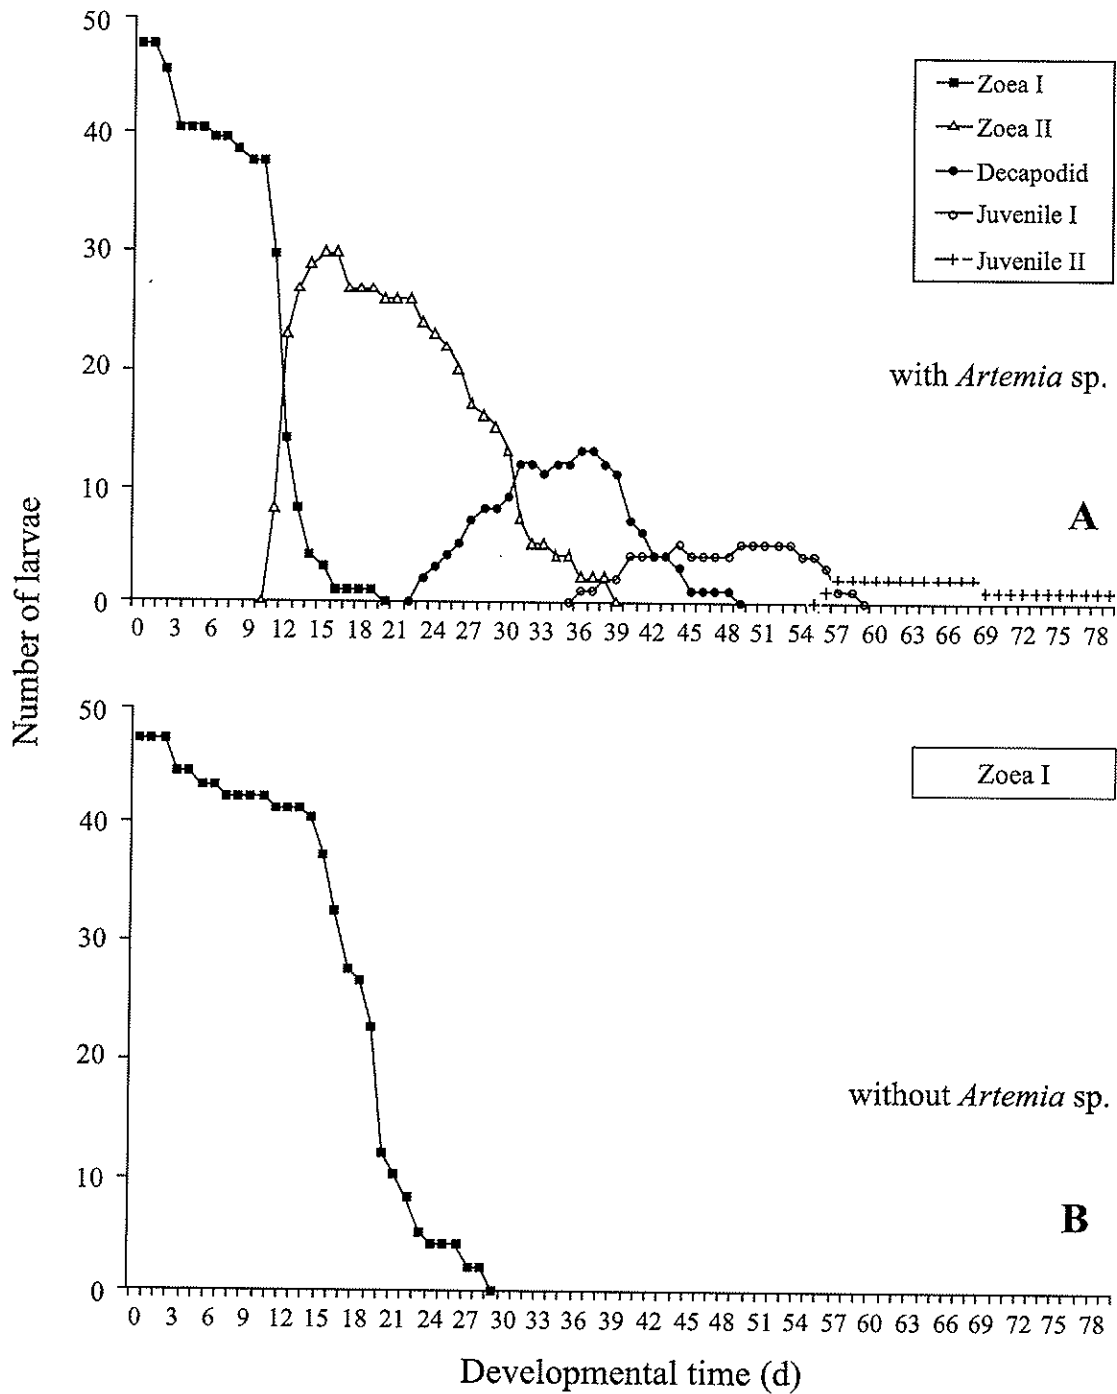 50
40
30
20
10
0
Zoea I
Zoea II
Decapodid
Juvenile I
Juvenile II
with Artemia sp.
A
0 3 6 9 12 15 18 21 24 27 30 33 36 39 42 45 48 51 54 57 60 63 66 69 72 75 78
Number of larvae
50
40
30
20
10
0
Zoea I
without Artemia sp.
B
0 3 6 9 12 15 18 21 24 27 30 33 36 39 42 45 48 51 54 57 60 63 66 69 72 75 78
Developmental time (d)